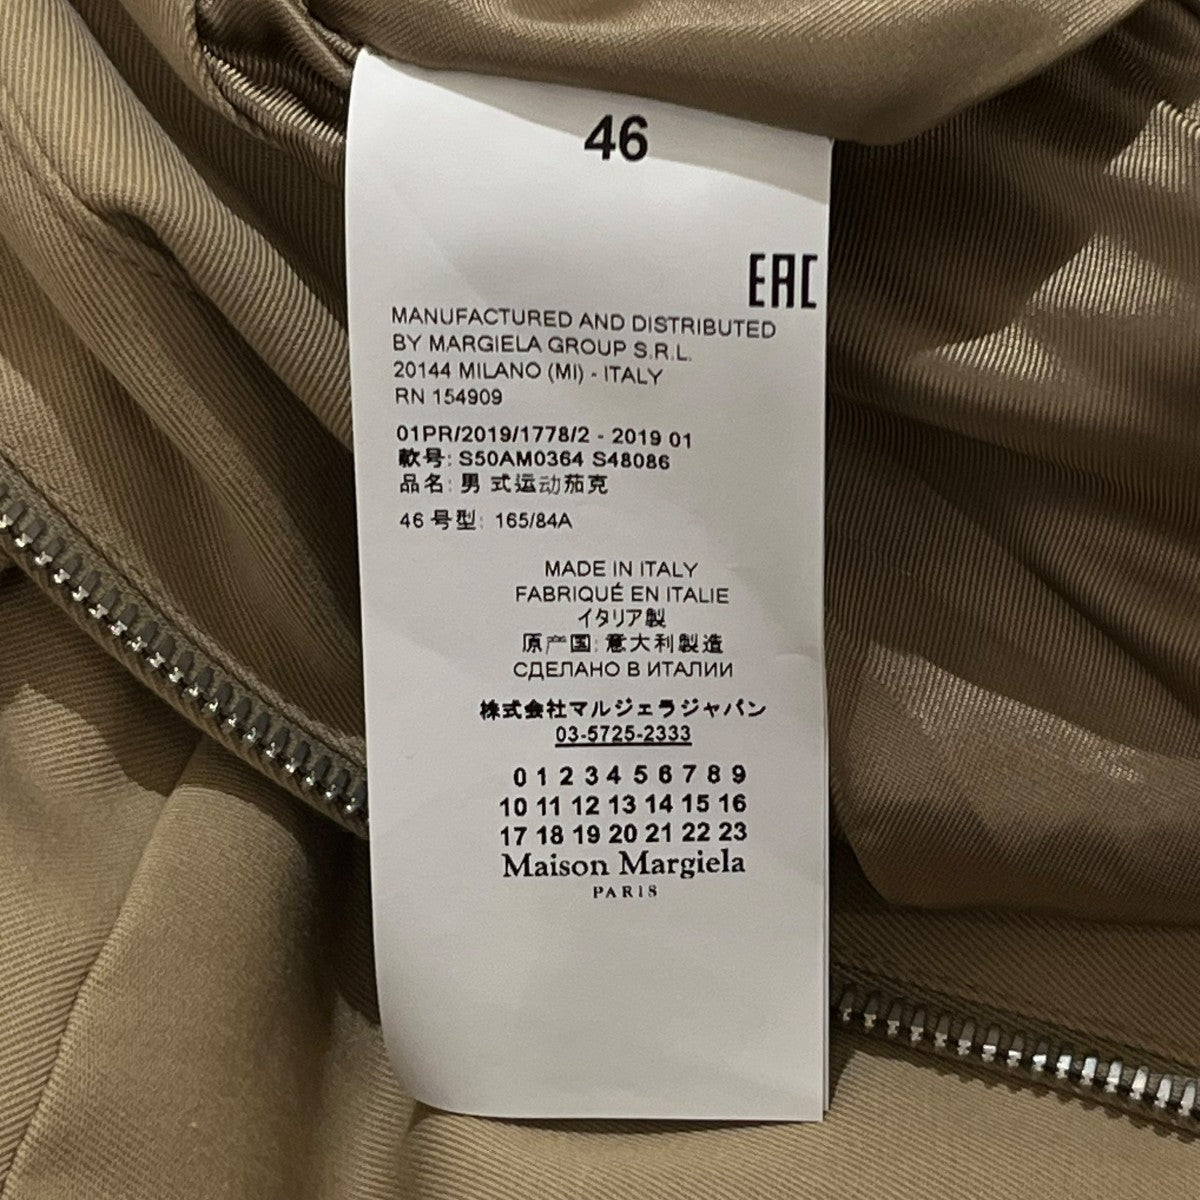 46
EAC
MANUFACTURED AND DISTRIBUTED
BY MARGIELA GROUP S.R.L.
20144 MILANO (MI) - ITALY
RN 154909
01PR/2019/1778/2 - 2019 01
款号: S50AM0364 S48086
品名: 男 式运动茄克
46 号型: 165/84A
MADE IN ITALY
FABRIQUÉ EN ITALIE
イタリア製
原产国: 意大利製造
СДЕЛАНО В ИТАЛИИ
株式会社マルジェラジャパン
03-5725-2333
0 1 2 3 4 5 6 7 8 9
10 11 12 13 14 15 16
17 18 19 20 21 22 23
Maison Margiela
PARIS